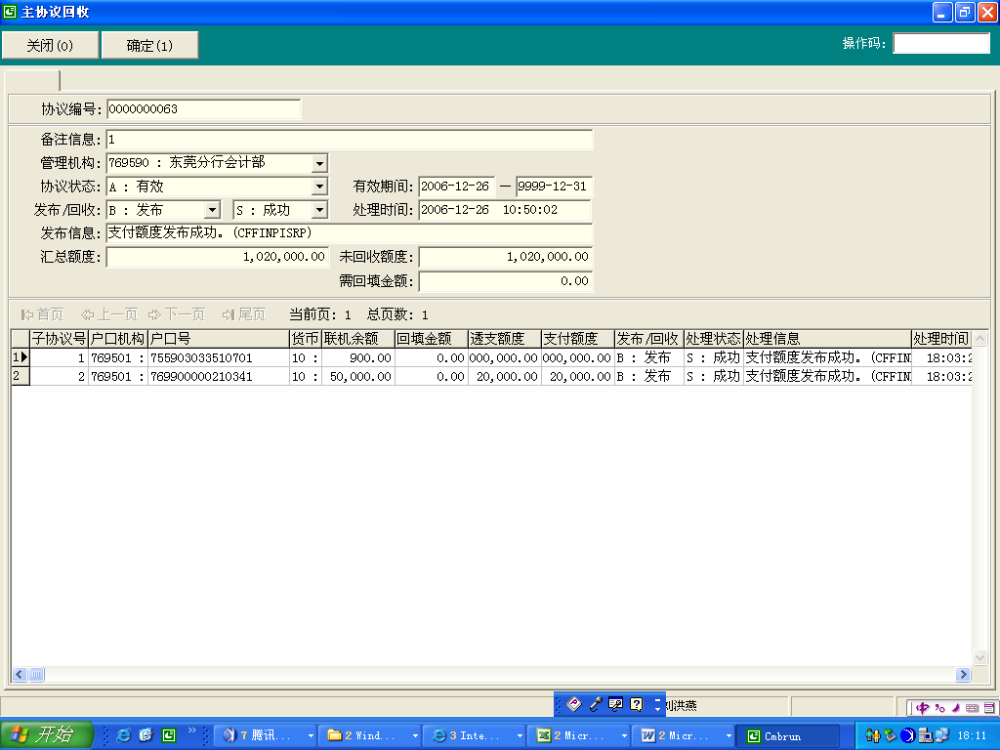 主协议回收
关闭(0) 确定(1) 操作码:
协议编号: 0000000063
备注信息: 1
管理机构: 769590 : 东莞分行会计部
协议状态: A : 有效 有效期间: 2006-12-26 — 9999-12-31
发布/回收: B : 发布 S : 成功 处理时间: 2006-12-26 10:50:02
发布信息: 支付额度发布成功。(CFFINPISRP)
汇总额度: 1,020,000.00 未回收额度: 1,020,000.00
需回填金额: 0.00
首页 上一页 下一页 尾页 当前页: 1 总页数: 1
子协议号 户口机构 户口号 货币 联机余额 回填金额 透支额度 支付额度 发布/回收 处理状态 处理信息 处理时间
1 1 769501 : 755903033510701 10 : 900.00 0.00 000,000.00 000,000.00 B : 发布 S : 成功 支付额度发布成功。(CFFIN 18:03:2
2 2 769501 : 769900000210341 10 : 50,000.00 0.00 20,000.00 20,000.00 B : 发布 S : 成功 支付额度发布成功。(CFFIN 18:03:2
刘洪燕
中
开始 7 腾讯... 2 Wind... 3 Inte... 2 Micr... 2 Micr... Cmbrun 18:11